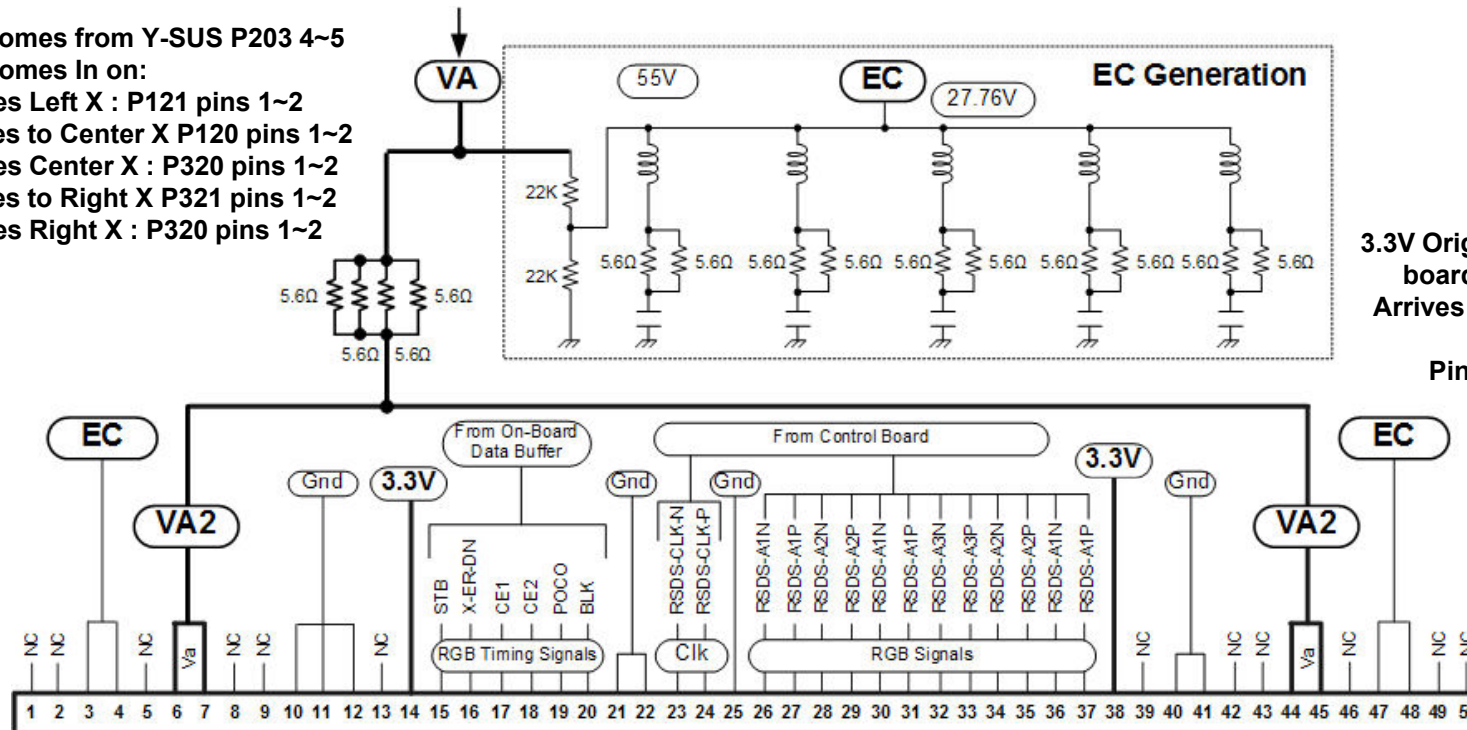 omes from Y-SUS P203 4~5
omes In on:
es Left X : P121 pins 1~2
es to Center X P120 pins 1~2
es Center X : P320 pins 1~2
es to Right X P321 pins 1~2
es Right X : P320 pins 1~2
VA
55V
EC
27.76V
EC Generation
22K
22K
5.6Ω 5.6Ω 5.6Ω 5.6Ω 5.6Ω 5.6Ω 5.6Ω 5.6Ω 5.6Ω 5.6Ω
5.6Ω 5.6Ω
5.6Ω 5.6Ω
3.3V Orig
board
Arrives
Pin
EC
VA2
Gnd
3.3V
From On-Board
Data Buffer
Gnd
From Control Board
Gnd
3.3V
Gnd
VA2
EC
NC
NC
NC
Va
NC
NC
NC
STB
X-ER-DN
CE1
CE2
POCO
BLK
RGB Timing Signals
RSDS-CLK-N
RSDS-CLK-P
Clk
RSDS-A1N
RSDS-A1P
RSDS-A2N
RSDS-A2P
RSDS-A1N
RSDS-A1P
RSDS-A3N
RSDS-A3P
RSDS-A2N
RSDS-A2P
RSDS-A1N
RSDS-A1P
RGB Signals
NC
NC
NC
Va
NC
NC
1 2 3 4 5 6 7 8 9 10 11 12 13 14 15 16 17 18 19 20 21 22 23 24 25 26 27 28 29 30 31 32 33 34 35 36 37 38 39 40 41 42 43 44 45 46 47 48 49 5